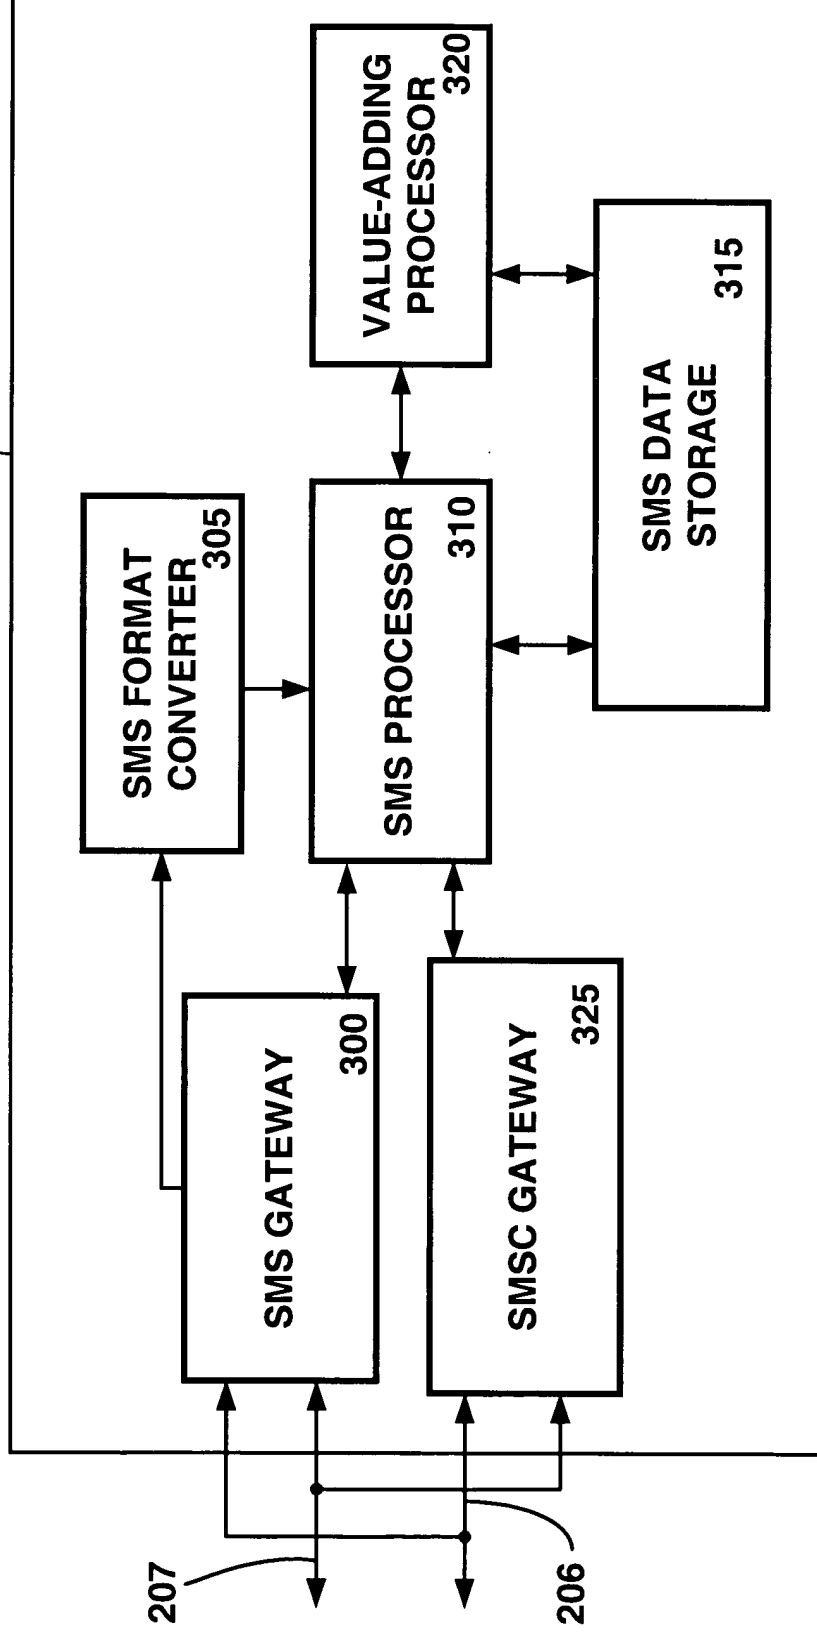 207
206
SMS GATEWAY
300
SMSC GATEWAY
325
SMS FORMAT
CONVERTER
305
SMS PROCESSOR
310
SMS DATA
STORAGE
315
VALUE-ADDING
PROCESSOR
320